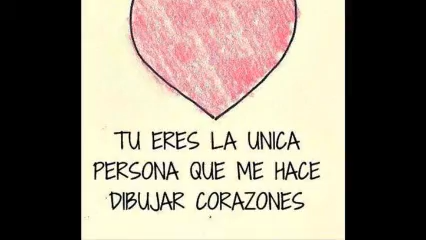 TU ERES LA UNICA
PERSONA QUE ME HACE
DIBUJAR CORAZONES